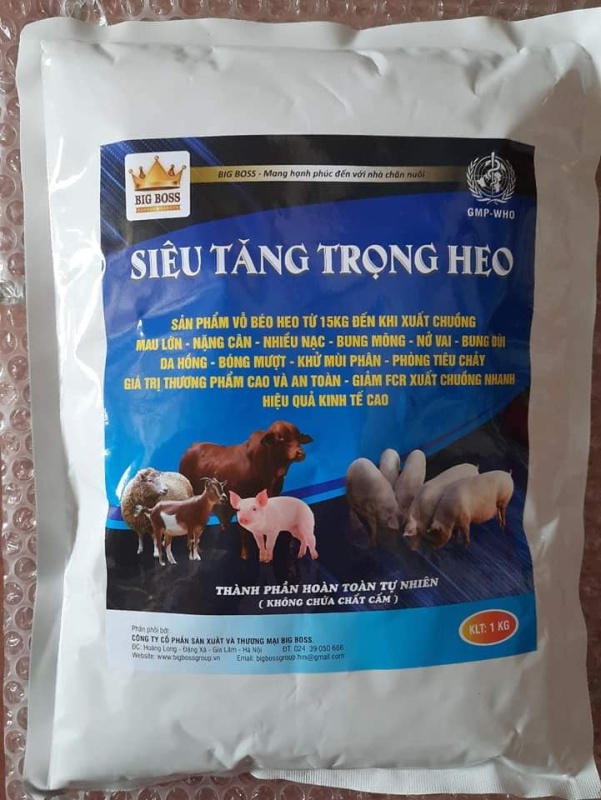 BIG BOSS
BIG BOSS - Mang hạnh phúc đến với nhà chăn nuôi
GMP-WHO
SIÊU TĂNG TRỌNG HEO
SẢN PHẨM VỖ BÉO HEO TỪ 15KG ĐẾN KHI XUẤT CHUỒNG
MAU LỚN - NẶNG CÂN - NHIỀU NẠC - BUNG MÔNG - NỞ VAI - BUNG ĐÙI
DA HỒNG - BÓNG MƯỢT - KHỬ MÙI PHÂN - PHÒNG TIÊU CHẢY
GIÁ TRỊ THƯƠNG PHẨM CAO VÀ AN TOÀN - GIẢM FCR XUẤT CHUỒNG NHANH
HIỆU QUẢ KINH TẾ CAO
THÀNH PHẦN HOÀN TOÀN TỰ NHIÊN
( KHÔNG CHỨA CHẤT CẤM )
KLT: 1 KG
Phân phối bởi:
CÔNG TY CỔ PHẦN SẢN XUẤT VÀ THƯƠNG MẠI BIG BOSS.
ĐC: Hoàng Long - Đặng Xá - Gia Lâm - Hà Nội ĐT: 024 39 050 666
Website: www.bigbossgroup.vn Email: bigbossgroup.hn@gmail.com